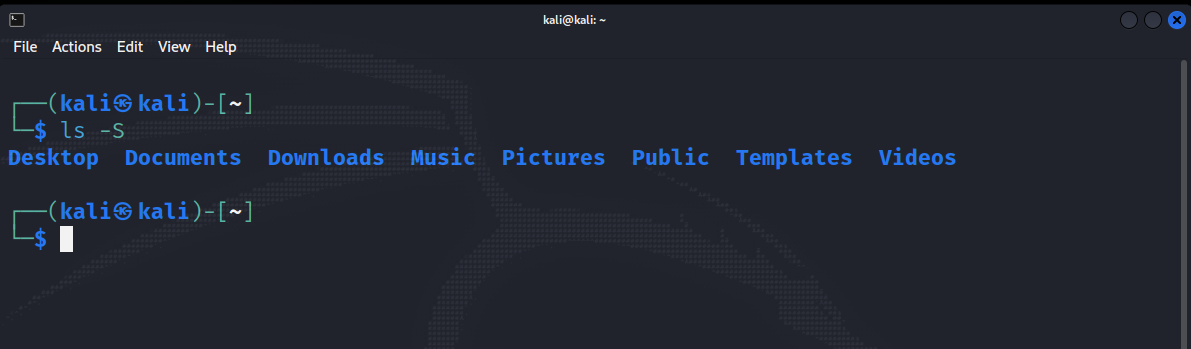 kali@kali: ~
File Actions Edit View Help
┌──(kali㉿kali)-[~]
└─$ ls -S
Desktop Documents Downloads Music Pictures Public Templates Videos
┌──(kali㉿kali)-[~]
└─$